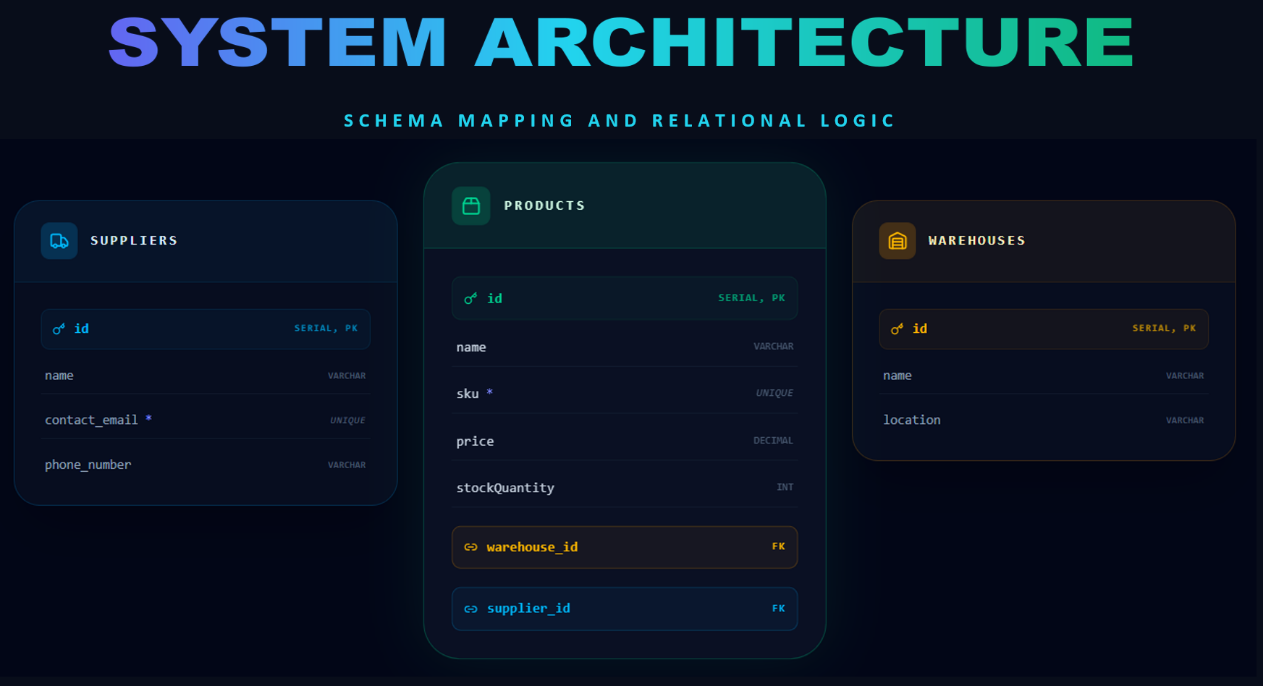 SYSTEM ARCHITECTURE
SCHEMA MAPPING AND RELATIONAL LOGIC
SUPPLIERS
id SERIAL, PK
name VARCHAR
contact_email * UNIQUE
phone_number VARCHAR
PRODUCTS
id SERIAL, PK
name VARCHAR
sku * UNIQUE
price DECIMAL
stockQuantity INT
warehouse_id FK
supplier_id FK
WAREHOUSES
id SERIAL, PK
name VARCHAR
location VARCHAR